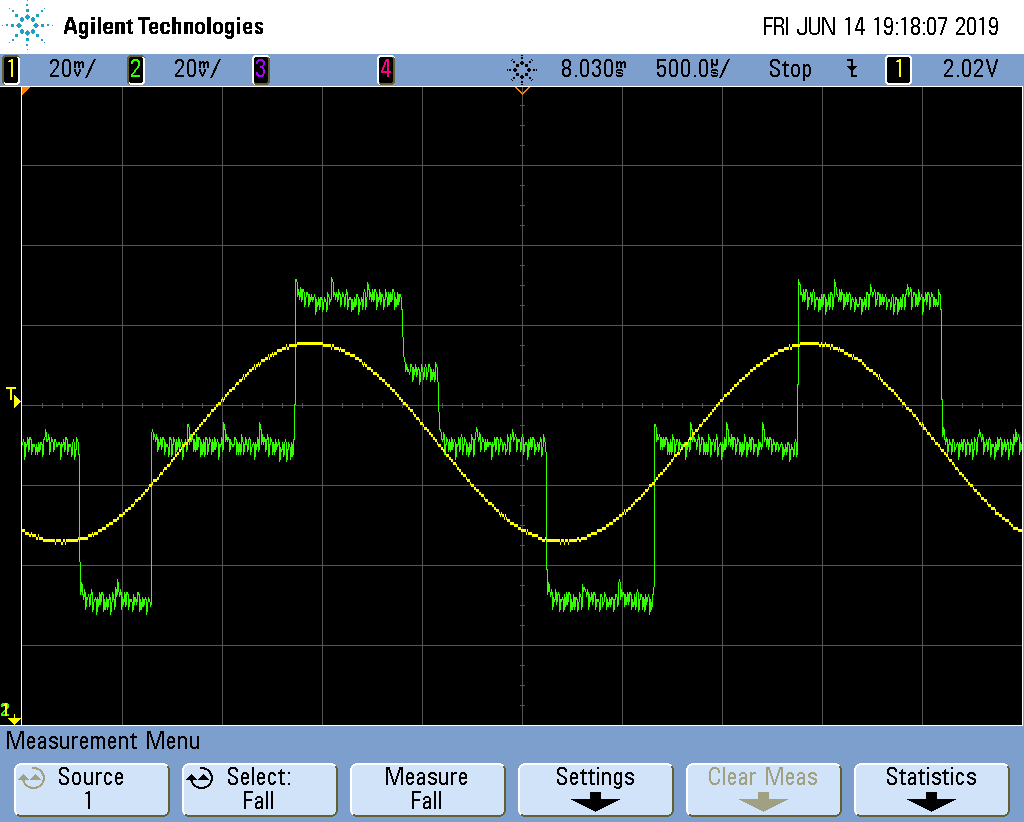 Agilent Technologies FRI JUN 14 19:18:07 2019
1 20mV/ 2 20mV/ 3 4 8.030ms 500.0µs/ Stop 1 2.02V
T
Measurement Menu
Source Select: Measure Settings Clear Meas Statistics
1 Fall Fall